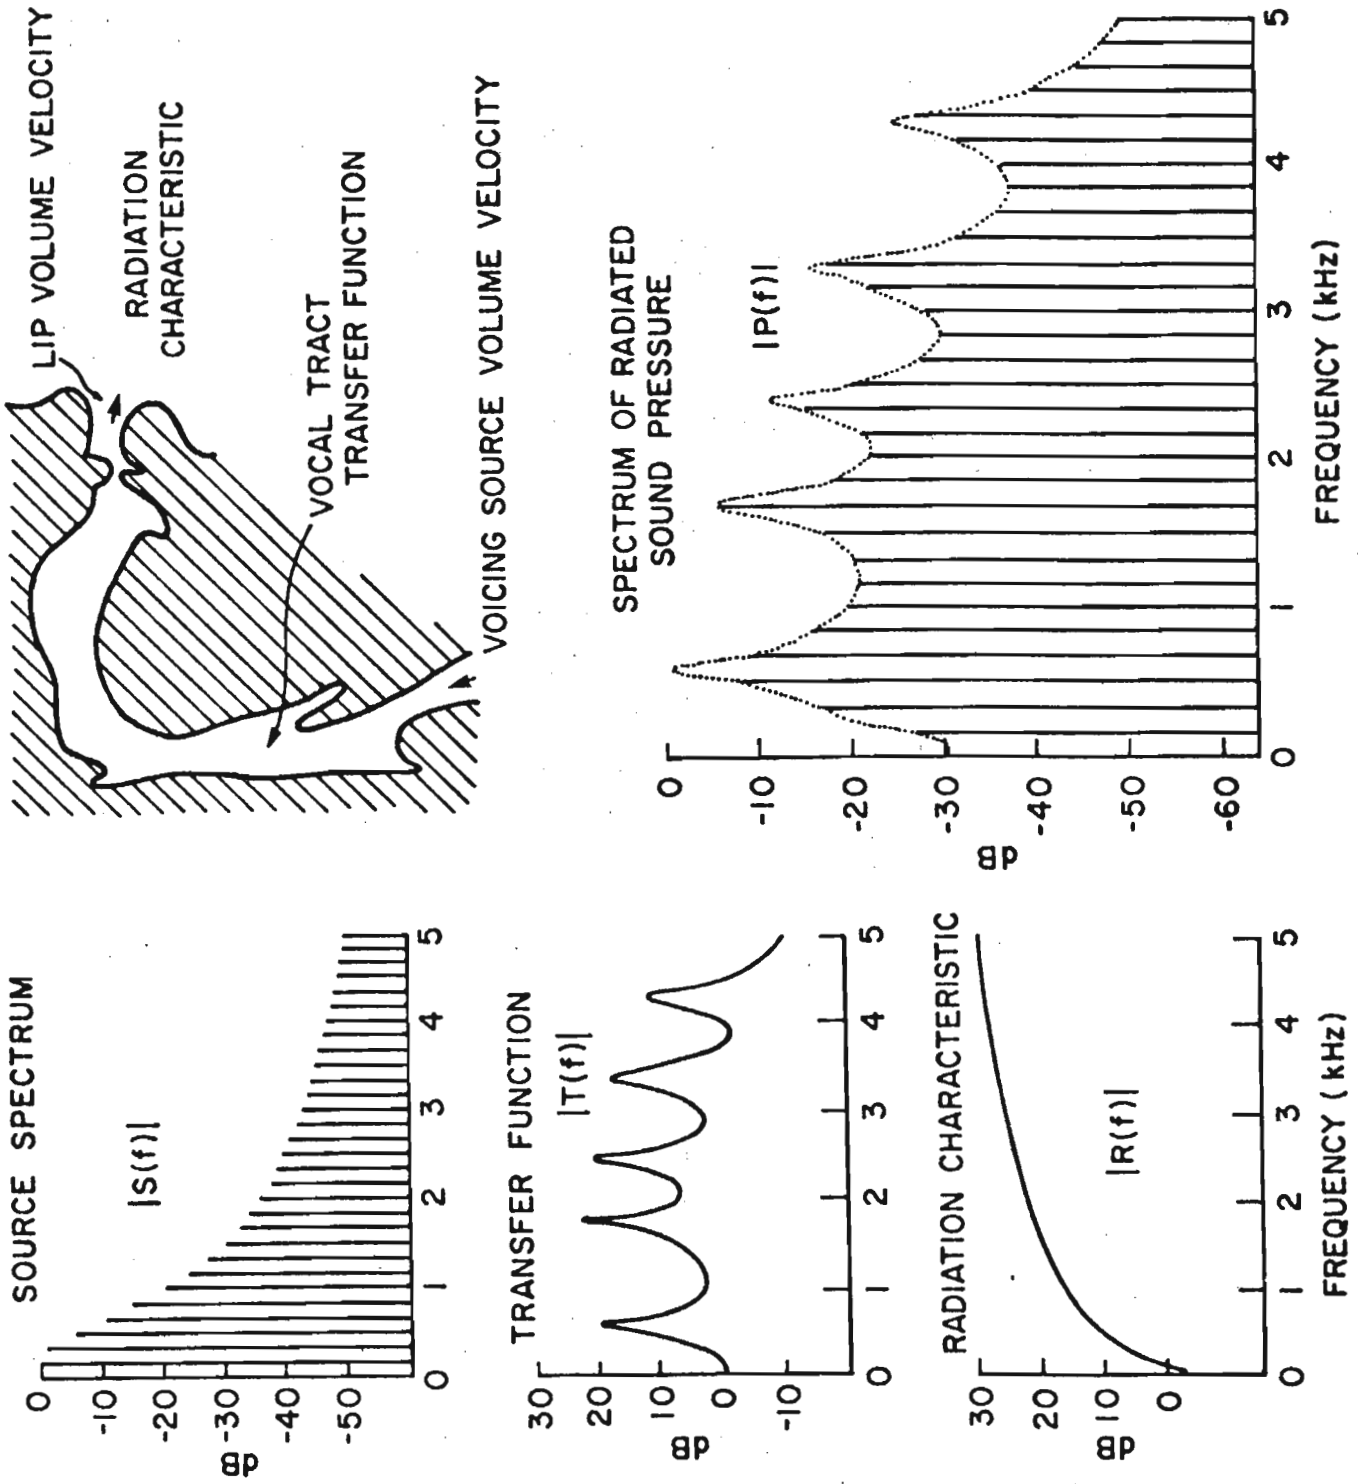 SOURCE SPECTRUM
|S(f)|
dB
0
-10
-20
-30
-40
-50
0
1
2
3
4
5
TRANSFER FUNCTION
|T(f)|
dB
30
20
10
0
-10
0
1
2
3
4
5
RADIATION CHARACTERISTIC
|R(f)|
dB
30
20
10
0
0
1
2
3
4
5
FREQUENCY (kHz)
LIP VOLUME VELOCITY
RADIATION
CHARACTERISTIC
VOCAL TRACT
TRANSFER FUNCTION
VOICING SOURCE VOLUME VELOCITY
SPECTRUM OF RADIATED
SOUND PRESSURE
|P(f)|
dB
0
-10
-20
-30
-40
-50
-60
0
1
2
3
4
5
FREQUENCY (kHz)